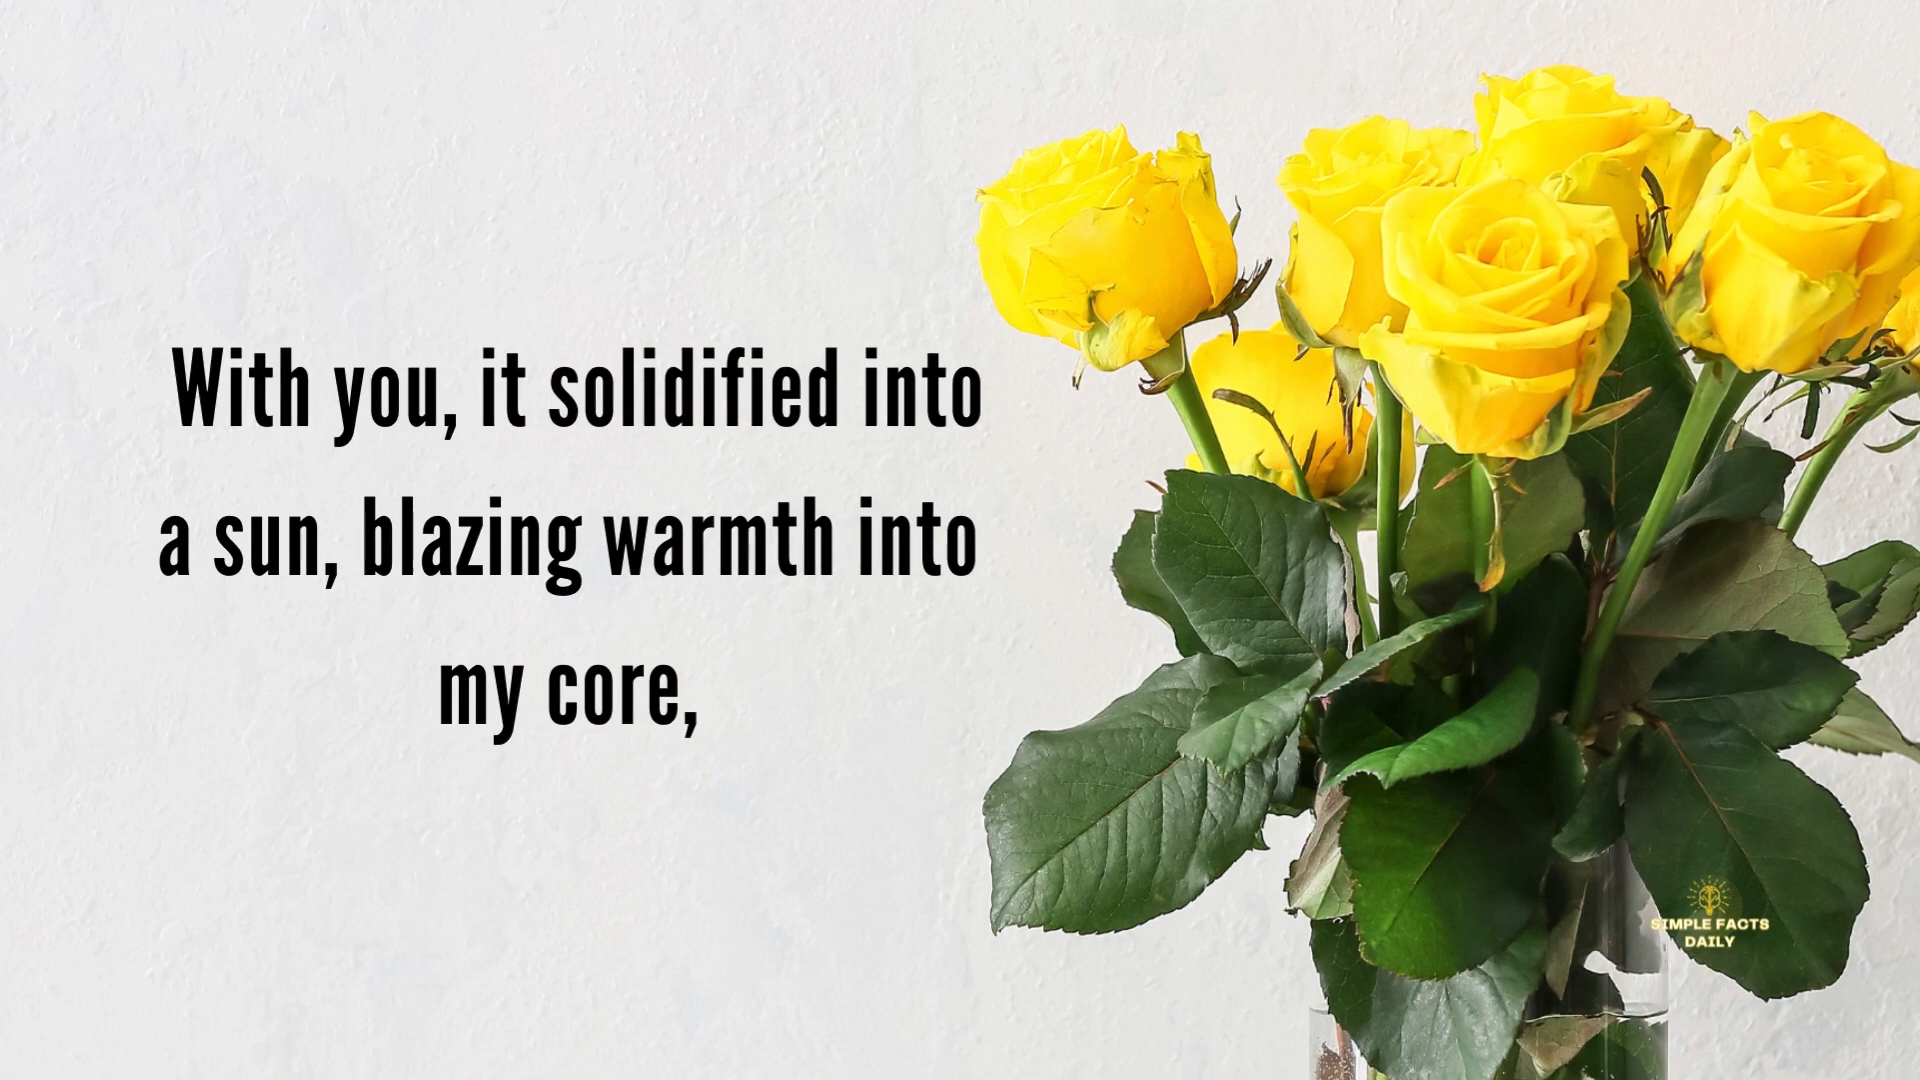 With you, it solidified into
a sun, blazing warmth into
my core,
SIMPLE FACTS
DAILY